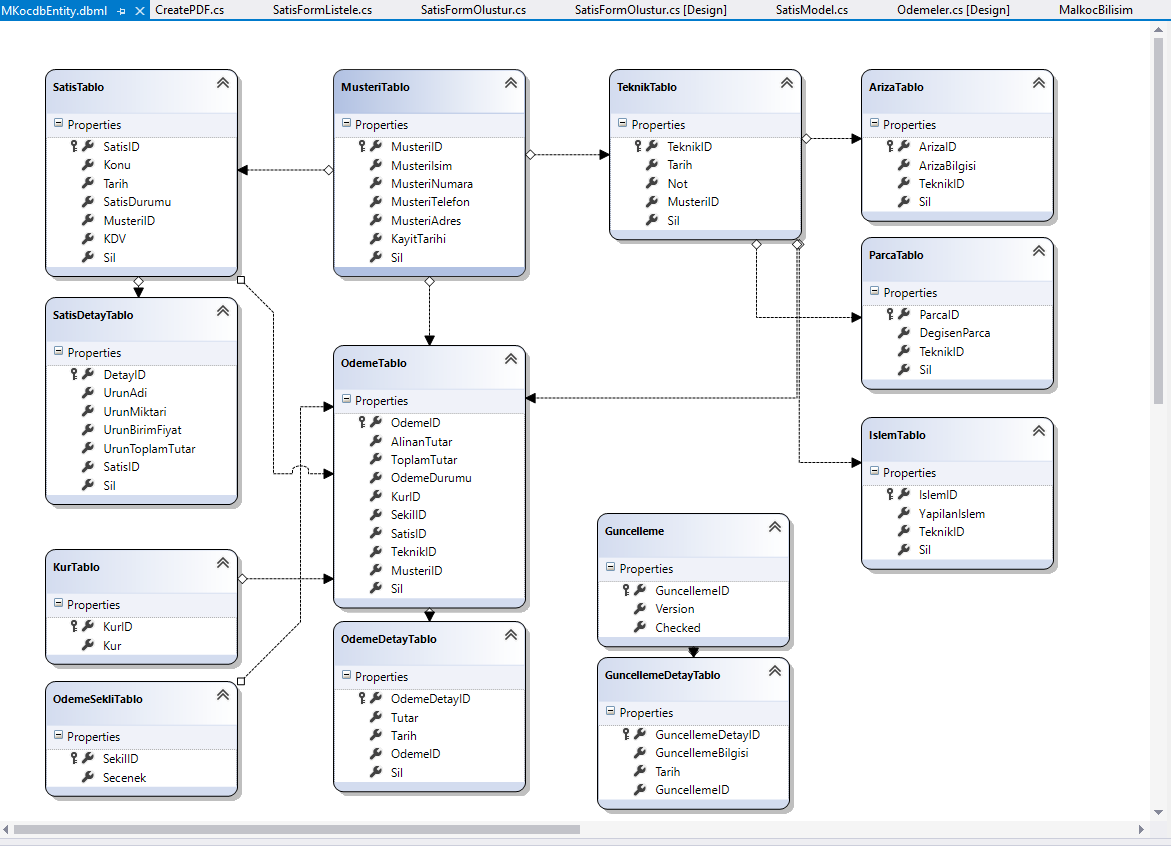 MKocdbEntity.dbml
CreatePDF.cs
SatisFormListele.cs
SatisFormOlustur.cs
SatisFormOlustur.cs [Design]
SatisModel.cs
Odemeler.cs [Design]
MalkocBilisim
SatisTablo
Properties
SatisID
Konu
Tarih
SatisDurumu
MusteriID
KDV
Sil
MusteriTablo
Properties
MusteriID
MusteriIsim
MusteriNumara
MusteriTelefon
MusteriAdres
KayitTarihi
Sil
TeknikTablo
Properties
TeknikID
Tarih
Not
MusteriID
Sil
ArizaTablo
Properties
ArizaID
ArizaBilgisi
TeknikID
Sil
ParcaTablo
Properties
ParcaID
DegisenParca
TeknikID
Sil
SatisDetayTablo
Properties
DetayID
UrunAdi
UrunMiktari
UrunBirimFiyat
UrunToplamTutar
SatisID
Sil
OdemeTablo
Properties
OdemeID
AlinanTutar
ToplamTutar
OdemeDurumu
KurID
SekilID
SatisID
TeknikID
MusteriID
Sil
IslemTablo
Properties
IslemID
YapilanIslem
TeknikID
Sil
KurTablo
Properties
KurID
Kur
Guncelleme
Properties
GuncellemeID
Version
Checked
OdemeSekliTablo
Properties
SekilID
Secenek
OdemeDetayTablo
Properties
OdemeDetayID
Tutar
Tarih
OdemeID
Sil
GuncellemeDetayTablo
Properties
GuncellemeDetayID
GuncellemeBilgisi
Tarih
GuncellemeID